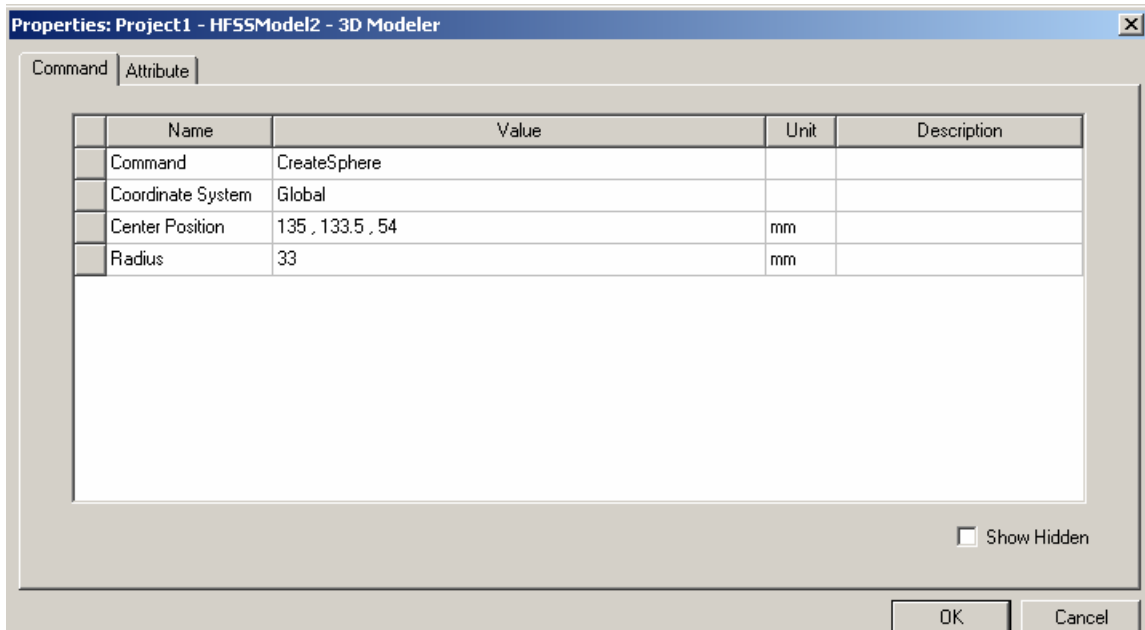 Properties: Project1 - HFSSModel2 - 3D Modeler
Command Attribute
Name Value Unit Description
Command CreateSphere
Coordinate System Global
Center Position 135 , 133.5 , 54 mm
Radius 33 mm
Show Hidden
OK Cancel